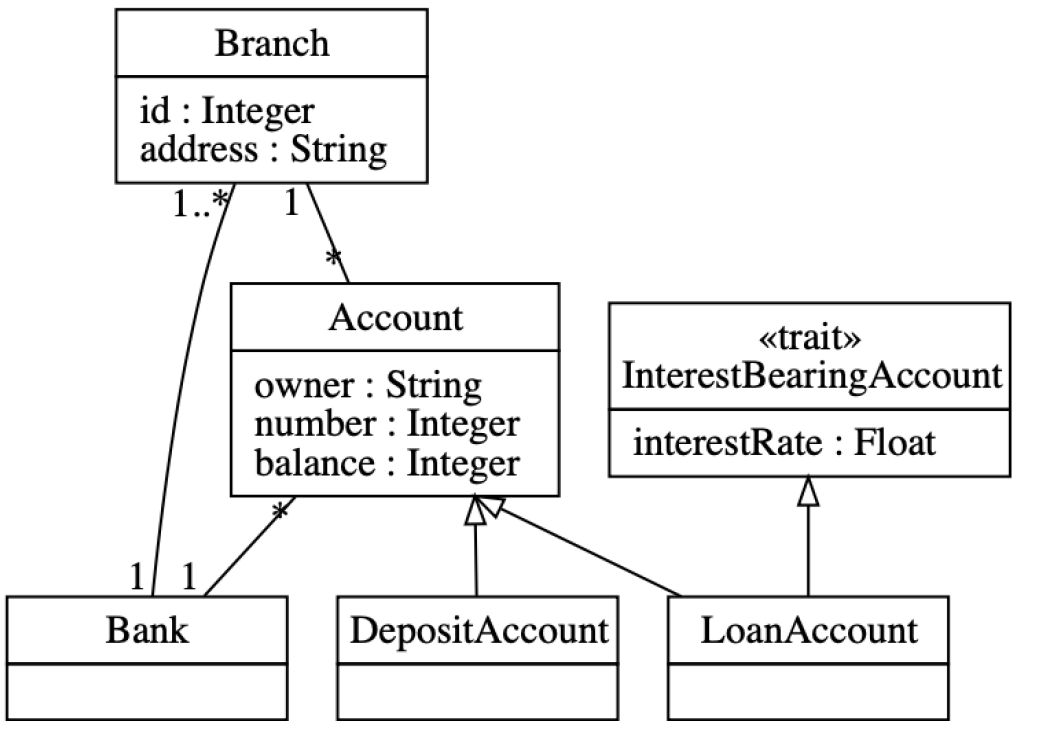 Branch
id : Integer
address : String
1..*
1
*
Account
owner : String
number : Integer
balance : Integer
«trait»
InterestBearingAccount
interestRate : Float
*
1
1
Bank
DepositAccount
LoanAccount